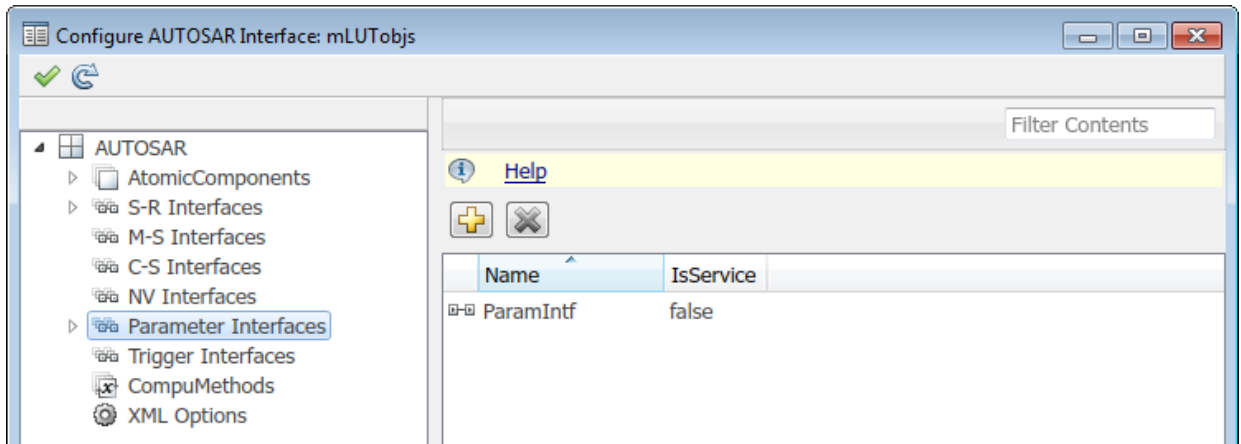 Configure AUTOSAR Interface: mLUTobjs
Filter Contents
AUTOSAR
AtomicComponents
S-R Interfaces
M-S Interfaces
C-S Interfaces
NV Interfaces
Parameter Interfaces
Trigger Interfaces
CompuMethods
XML Options
Help
Name IsService
ParamIntf false